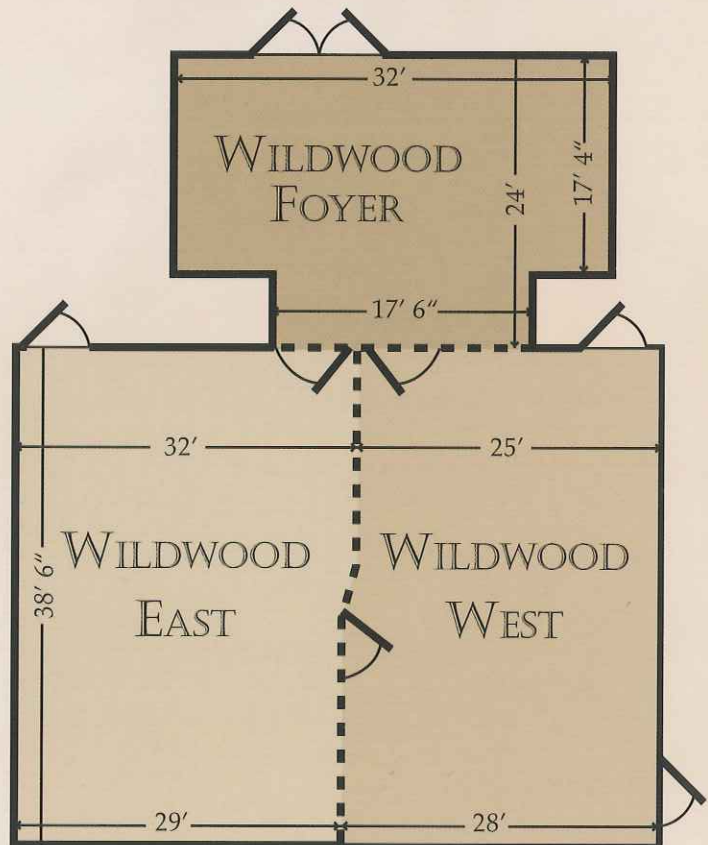 32'
WILDWOOD
FOYER
24'
17' 4"
17' 6"
32'
25'
WILDWOOD
EAST
WILDWOOD
WEST
38' 6"
29'
28'